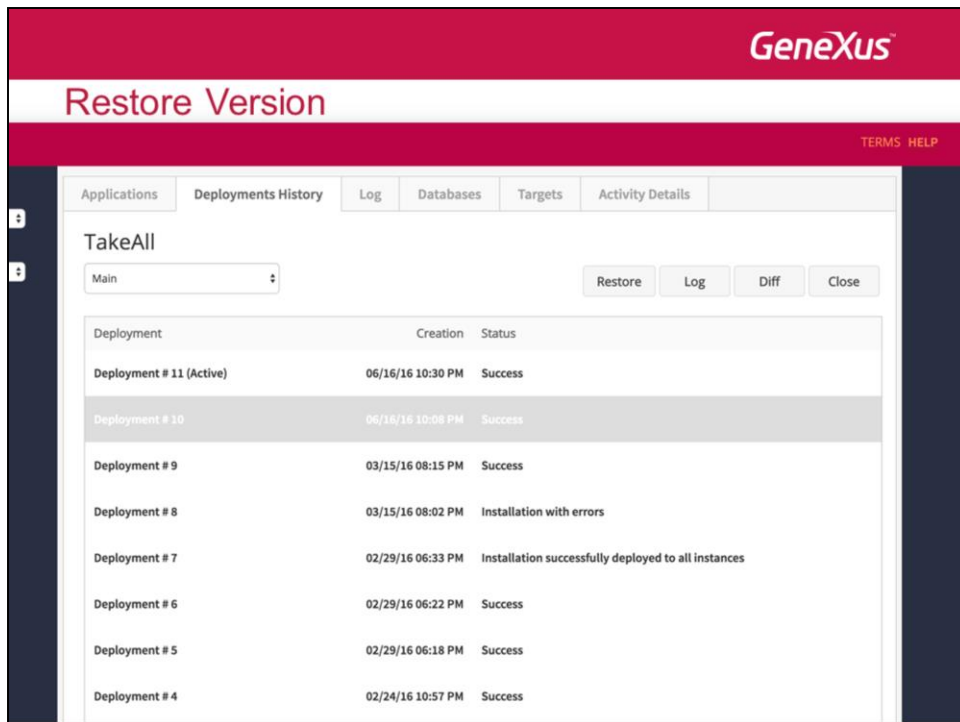 GeneXus™
Restore Version
TERMS HELP
Applications Deployments History Log Databases Targets Activity Details
TakeAll
Main Restore Log Diff Close
Deployment Creation Status
Deployment # 11 (Active) 06/16/16 10:30 PM Success
Deployment # 10 06/16/16 10:08 PM Success
Deployment # 9 03/15/16 08:15 PM Success
Deployment # 8 03/15/16 08:02 PM Installation with errors
Deployment # 7 02/29/16 06:33 PM Installation successfully deployed to all instances
Deployment # 6 02/29/16 06:22 PM Success
Deployment # 5 02/29/16 06:18 PM Success
Deployment # 4 02/24/16 10:57 PM Success